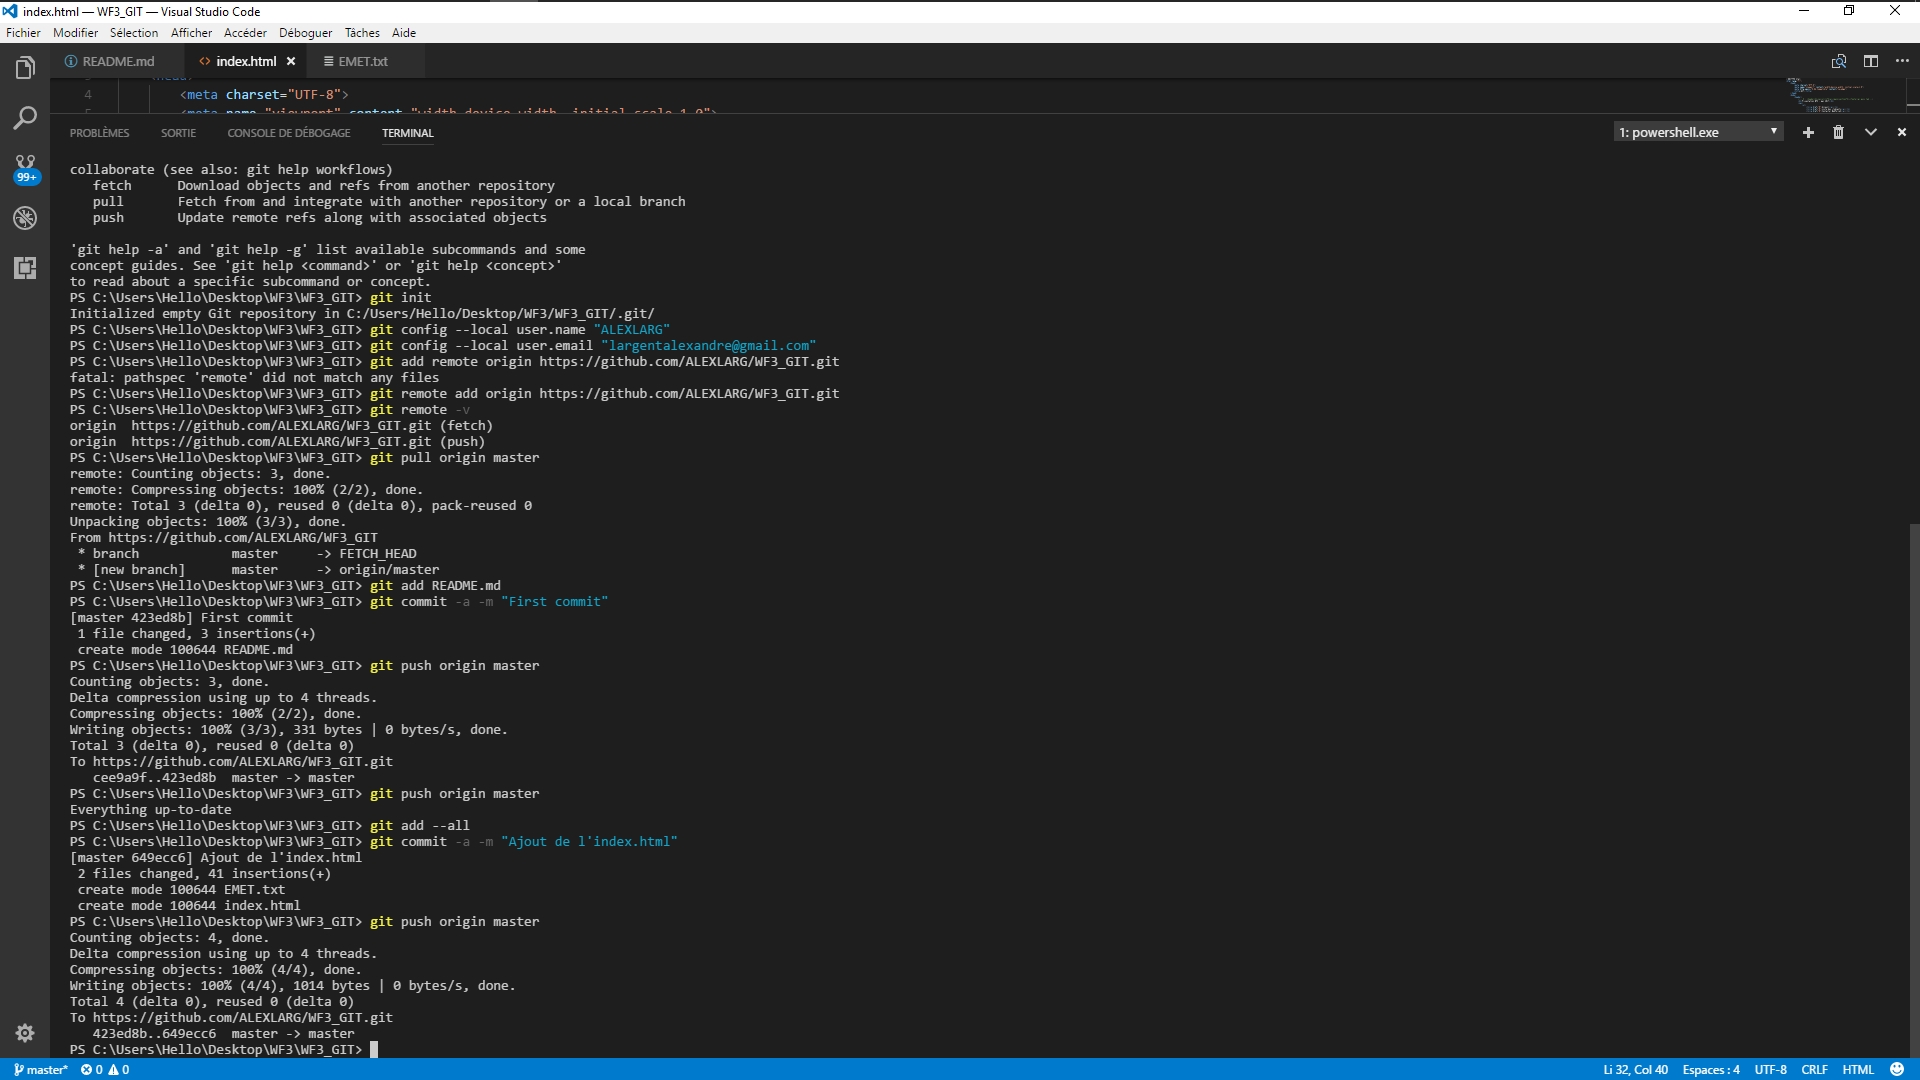 index.html — WF3_GIT — Visual Studio Code
Fichier Modifier Sélection Afficher Accéder Déboguer Tâches Aide
README.md index.html EMET.txt
4 <meta charset="UTF-8">
<meta name="viewport" content="width=device-width, initial-scale=1.0">
PROBLÈMES SORTIE CONSOLE DE DÉBOGAGE TERMINAL 1: powershell.exe
99+
collaborate (see also: git help workflows)
fetch Download objects and refs from another repository
pull Fetch from and integrate with another repository or a local branch
push Update remote refs along with associated objects
'git help -a' and 'git help -g' list available subcommands and some
concept guides. See 'git help <command>' or 'git help <concept>'
to read about a specific subcommand or concept.
PS C:\Users\Hello\Desktop\WF3\WF3_GIT> git init
Initialized empty Git repository in C:/Users/Hello/Desktop/WF3/WF3_GIT/.git/
PS C:\Users\Hello\Desktop\WF3\WF3_GIT> git config --local user.name "ALEXLARG"
PS C:\Users\Hello\Desktop\WF3\WF3_GIT> git config --local user.email "largentalexandre@gmail.com"
PS C:\Users\Hello\Desktop\WF3\WF3_GIT> git add remote origin https://github.com/ALEXLARG/WF3_GIT.git
fatal: pathspec 'remote' did not match any files
PS C:\Users\Hello\Desktop\WF3\WF3_GIT> git remote add origin https://github.com/ALEXLARG/WF3_GIT.git
PS C:\Users\Hello\Desktop\WF3\WF3_GIT> git remote -v
origin https://github.com/ALEXLARG/WF3_GIT.git (fetch)
origin https://github.com/ALEXLARG/WF3_GIT.git (push)
PS C:\Users\Hello\Desktop\WF3\WF3_GIT> git pull origin master
remote: Counting objects: 3, done.
remote: Compressing objects: 100% (2/2), done.
remote: Total 3 (delta 0), reused 0 (delta 0), pack-reused 0
Unpacking objects: 100% (3/3), done.
From https://github.com/ALEXLARG/WF3_GIT
* branch master -> FETCH_HEAD
* [new branch] master -> origin/master
PS C:\Users\Hello\Desktop\WF3\WF3_GIT> git add README.md
PS C:\Users\Hello\Desktop\WF3\WF3_GIT> git commit -a -m "First commit"
[master 423ed8b] First commit
1 file changed, 3 insertions(+)
create mode 100644 README.md
PS C:\Users\Hello\Desktop\WF3\WF3_GIT> git push origin master
Counting objects: 3, done.
Delta compression using up to 4 threads.
Compressing objects: 100% (2/2), done.
Writing objects: 100% (3/3), 331 bytes | 0 bytes/s, done.
Total 3 (delta 0), reused 0 (delta 0)
To https://github.com/ALEXLARG/WF3_GIT.git
cee9a9f..423ed8b master -> master
PS C:\Users\Hello\Desktop\WF3\WF3_GIT> git push origin master
Everything up-to-date
PS C:\Users\Hello\Desktop\WF3\WF3_GIT> git add --all
PS C:\Users\Hello\Desktop\WF3\WF3_GIT> git commit -a -m "Ajout de l'index.html"
[master 649ecc6] Ajout de l'index.html
2 files changed, 41 insertions(+)
create mode 100644 EMET.txt
create mode 100644 index.html
PS C:\Users\Hello\Desktop\WF3\WF3_GIT> git push origin master
Counting objects: 4, done.
Delta compression using up to 4 threads.
Compressing objects: 100% (4/4), done.
Writing objects: 100% (4/4), 1014 bytes | 0 bytes/s, done.
Total 4 (delta 0), reused 0 (delta 0)
To https://github.com/ALEXLARG/WF3_GIT.git
423ed8b..649ecc6 master -> master
PS C:\Users\Hello\Desktop\WF3\WF3_GIT>
master* 0 0 Li 32, Col 40 Espaces : 4 UTF-8 CRLF HTML